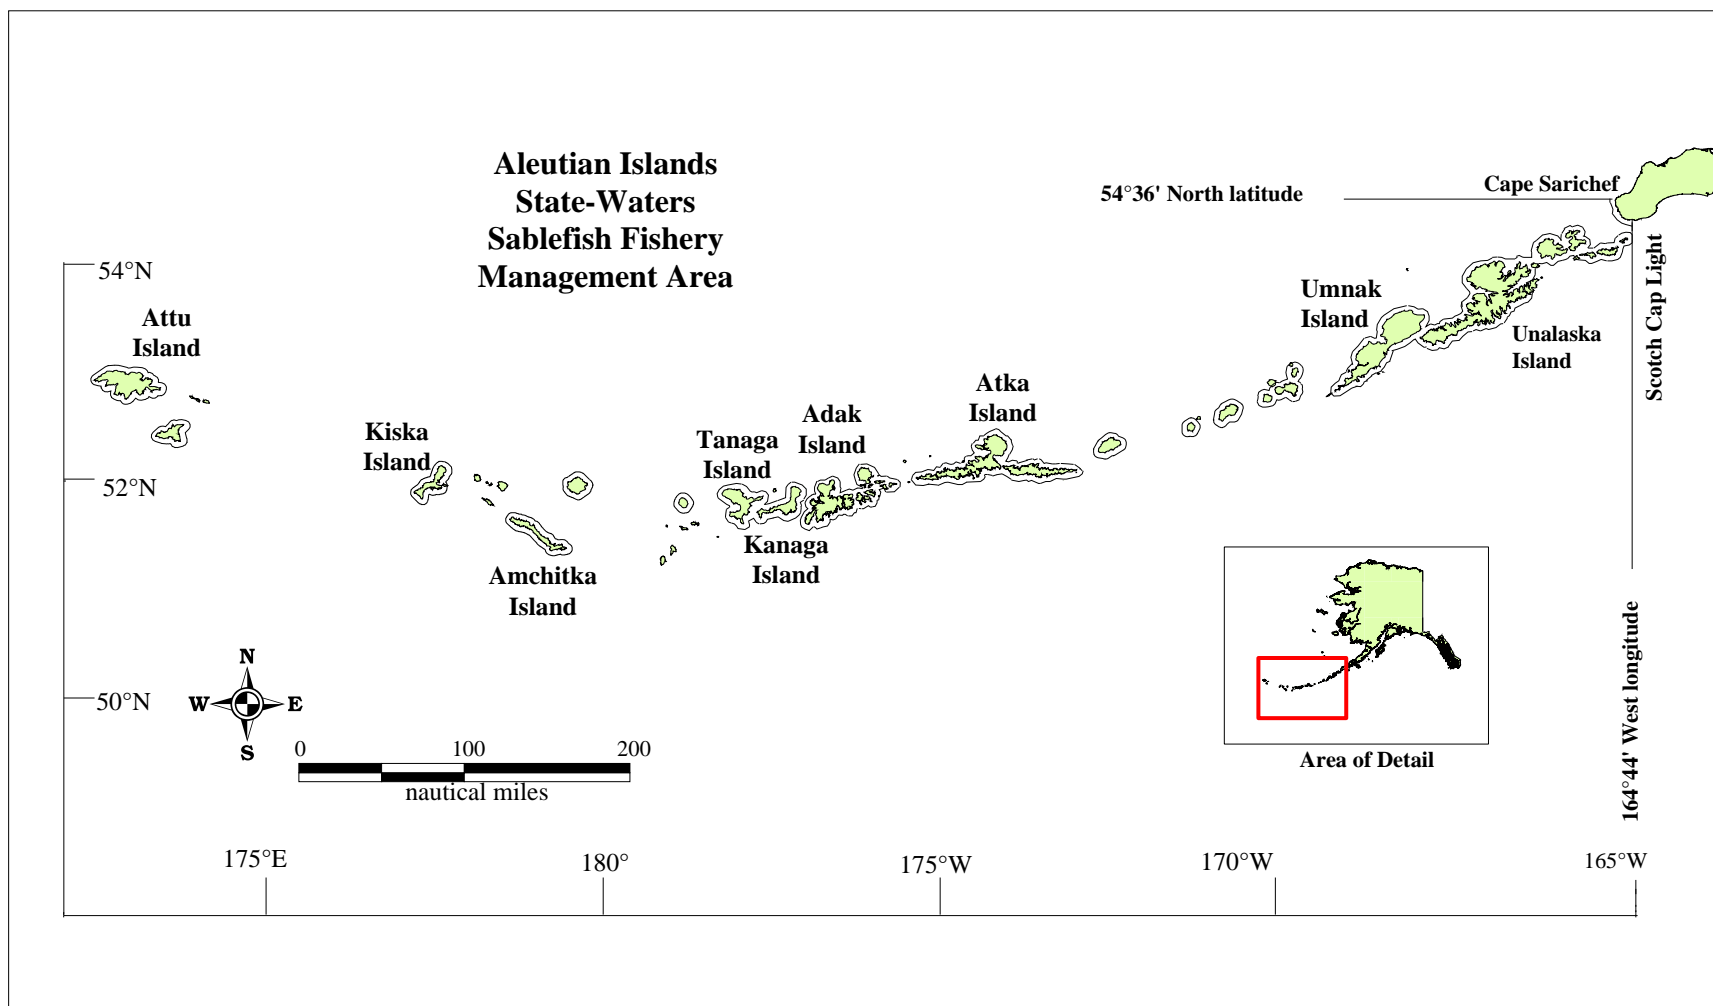 Aleutian Islands
State-Waters
Sablefish Fishery
Management Area
54°36' North latitude
Cape Sarichef
Scotch Cap Light
164°44' West longitude
54°N
52°N
50°N
Attu
Island
Kiska
Island
Amchitka
Island
Tanaga
Island
Kanaga
Island
Adak
Island
Atka
Island
Umnak
Island
Unalaska
Island
N
W
E
S
0
100
200
nautical miles
Area of Detail
175°E
180°
175°W
170°W
165°W